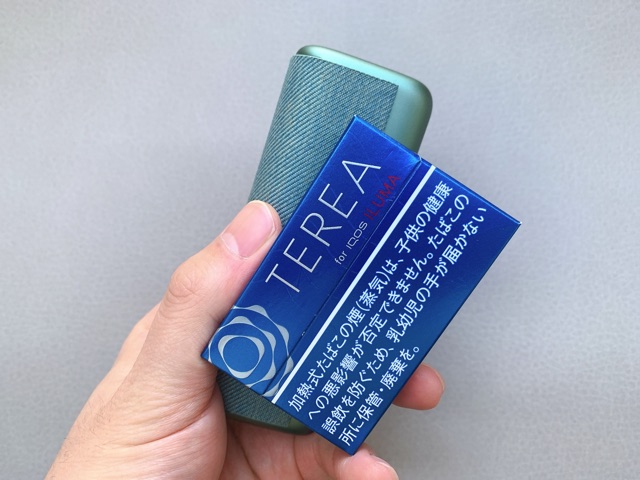 TEREA
for IQOS ILUMA
加熱式たばこの煙(蒸気)は、子供の健康
への悪影響が否定できません。たばこの
誤飲を防ぐため、乳幼児の手が届かない
所に保管・廃棄を。